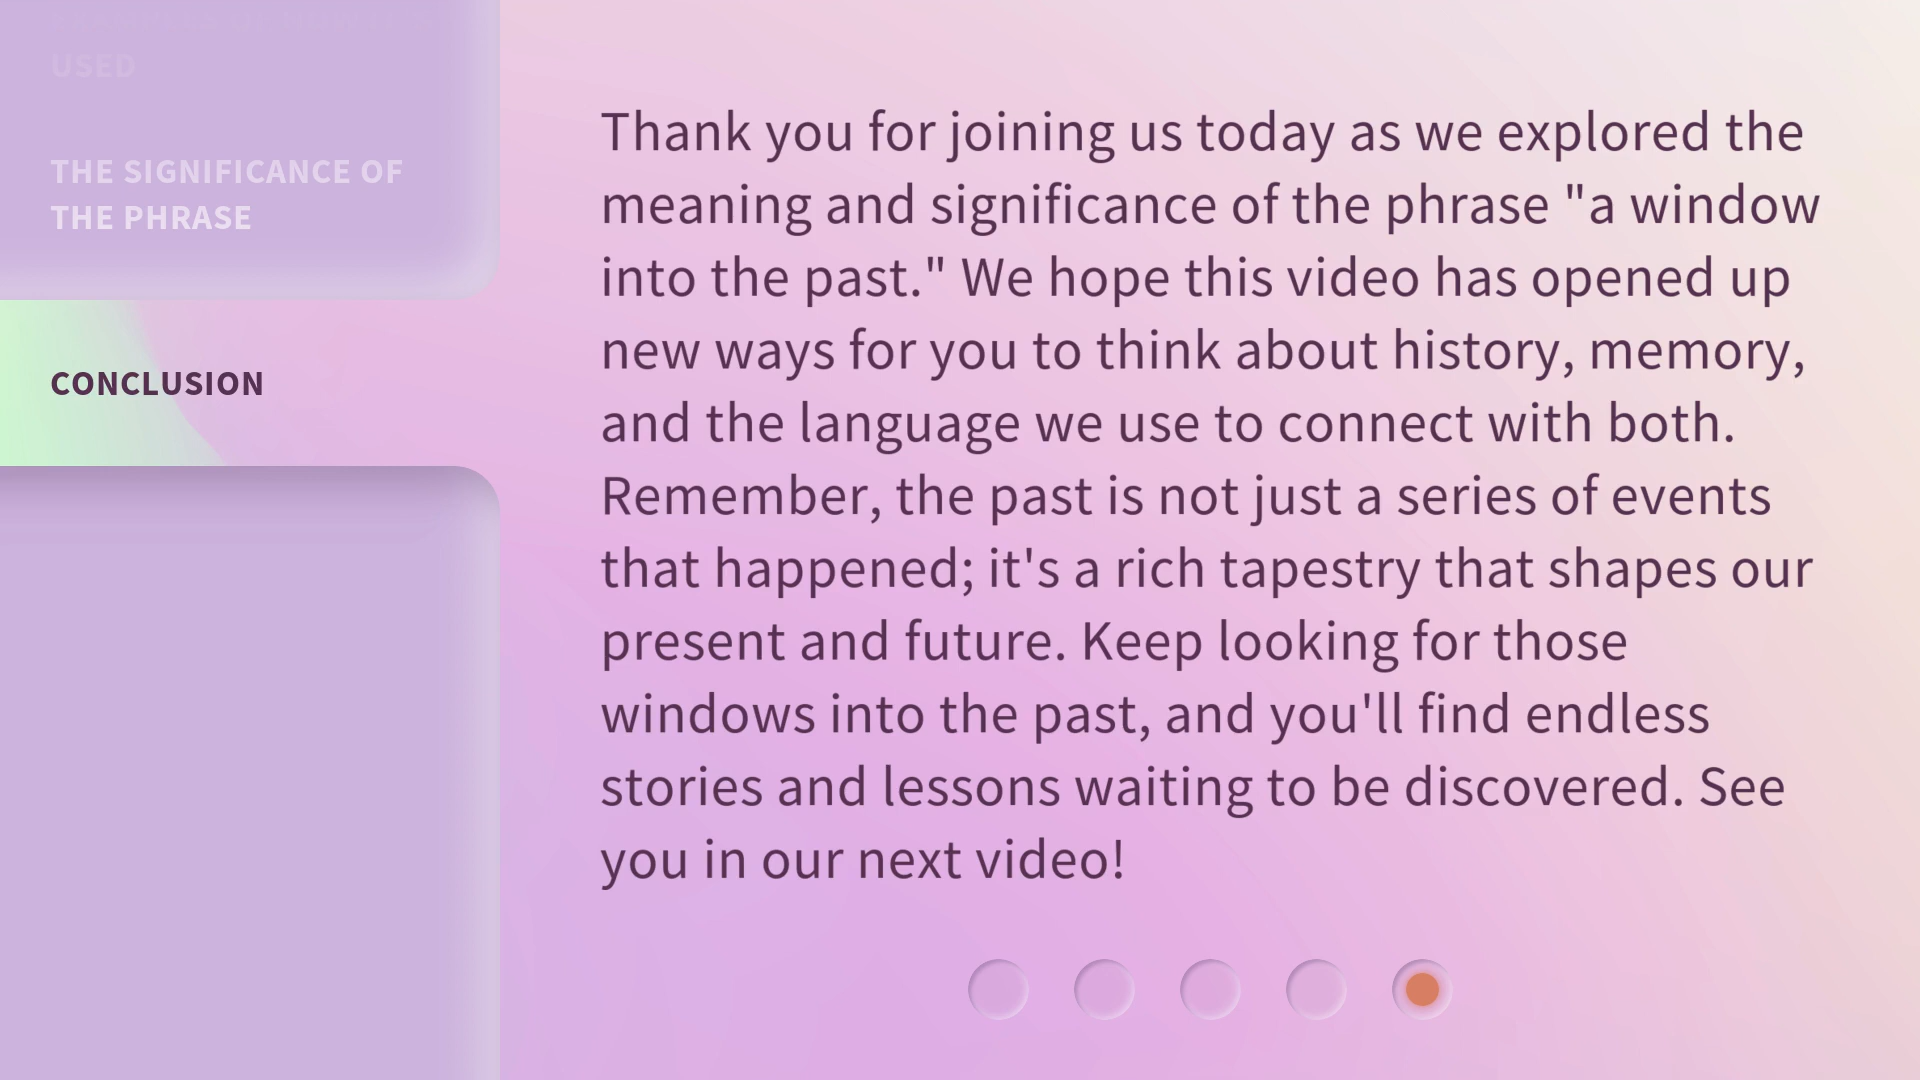 USED
THE SIGNIFICANCE OF
THE PHRASE
CONCLUSION
Thank you for joining us today as we explored the
meaning and significance of the phrase "a window
into the past." We hope this video has opened up
new ways for you to think about history, memory,
and the language we use to connect with both.
Remember, the past is not just a series of events
that happened; it's a rich tapestry that shapes our
present and future. Keep looking for those
windows into the past, and you'll find endless
stories and lessons waiting to be discovered. See
you in our next video!